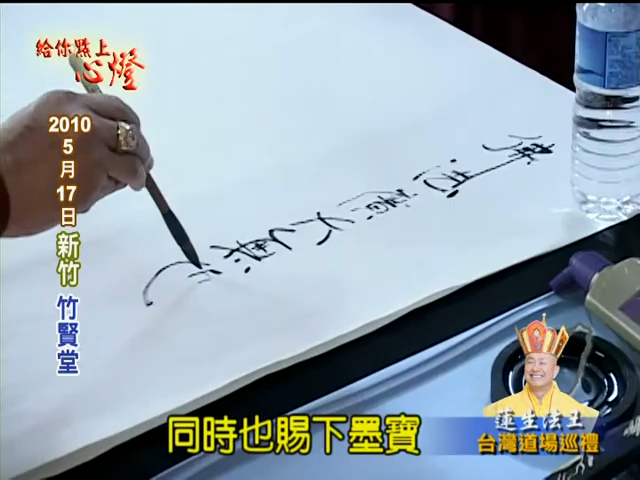 給你點上
心燈
2010
5
月
17
日
新竹
竹賢堂
同時也賜下墨寶
蓮生法王
台灣道場巡禮